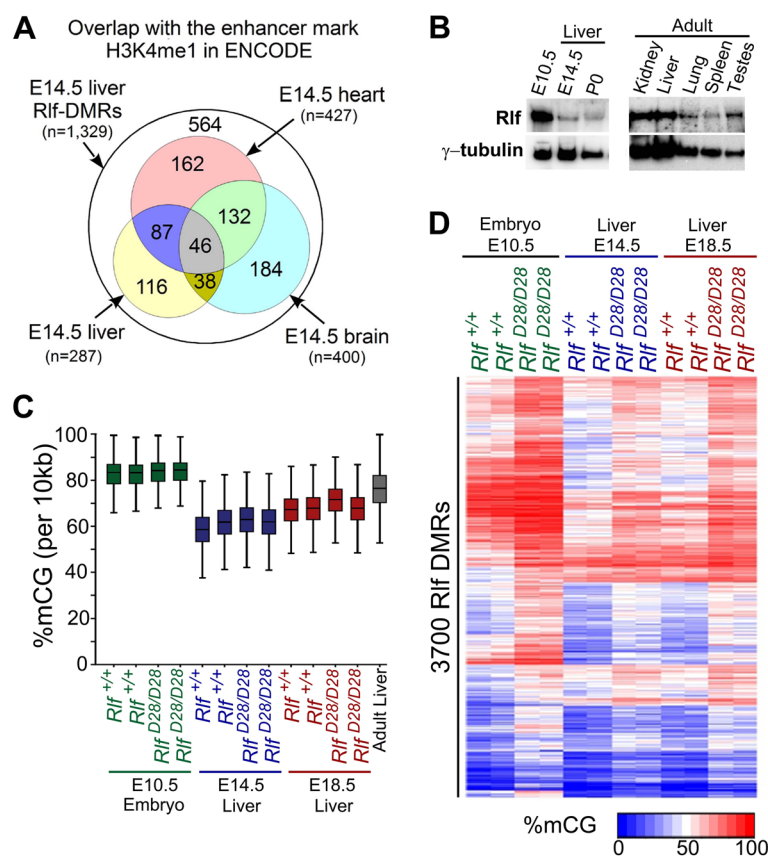 A
Overlap with the enhancer mark
H3K4me1 in ENCODE
E14.5 liver
Rlf-DMRs
(n=1,329)
E14.5 heart
(n=427)
564
162
87
132
46
116
38
184
E14.5 liver
(n=287)
E14.5 brain
(n=400)
B
Liver
Adult
E10.5
E14.5
P0
Kidney
Liver
Lung
Spleen
Testes
Rlf
γ–tubulin
C
%mCG (per 10kb)
100
80
60
40
20
0
Rlf +/+
Rlf +/+
Rlf D28/D28
Rlf D28/D28
Rlf +/+
Rlf +/+
Rlf D28/D28
Rlf D28/D28
Rlf +/+
Rlf +/+
Rlf D28/D28
Rlf D28/D28
Adult Liver
E10.5
Embryo
E14.5
Liver
E18.5
Liver
D
Embryo
E10.5
Liver
E14.5
Liver
E18.5
Rlf +/+
Rlf +/+
Rlf D28/D28
Rlf D28/D28
Rlf +/+
Rlf +/+
Rlf D28/D28
Rlf D28/D28
Rlf +/+
Rlf +/+
Rlf D28/D28
Rlf D28/D28
3700 Rlf DMRs
%mCG
0
50
100